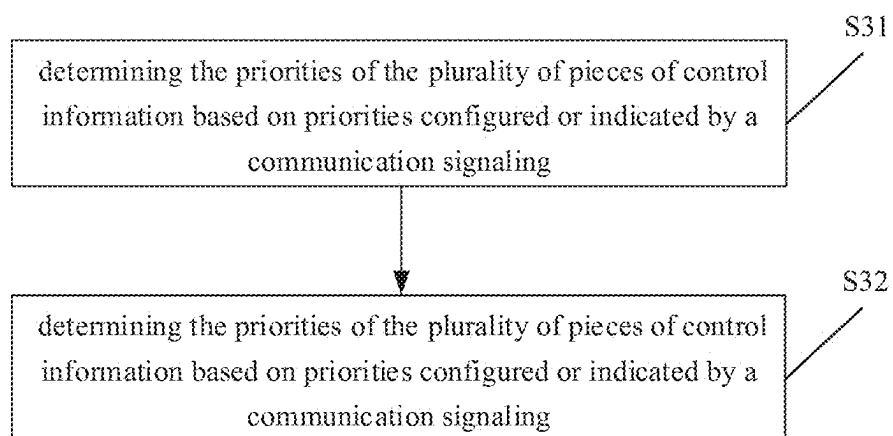 S31
determining the priorities of the plurality of pieces of control
information based on priorities configured or indicated by a
communication signaling
S32
determining the priorities of the plurality of pieces of control
information based on priorities configured or indicated by a
communication signaling